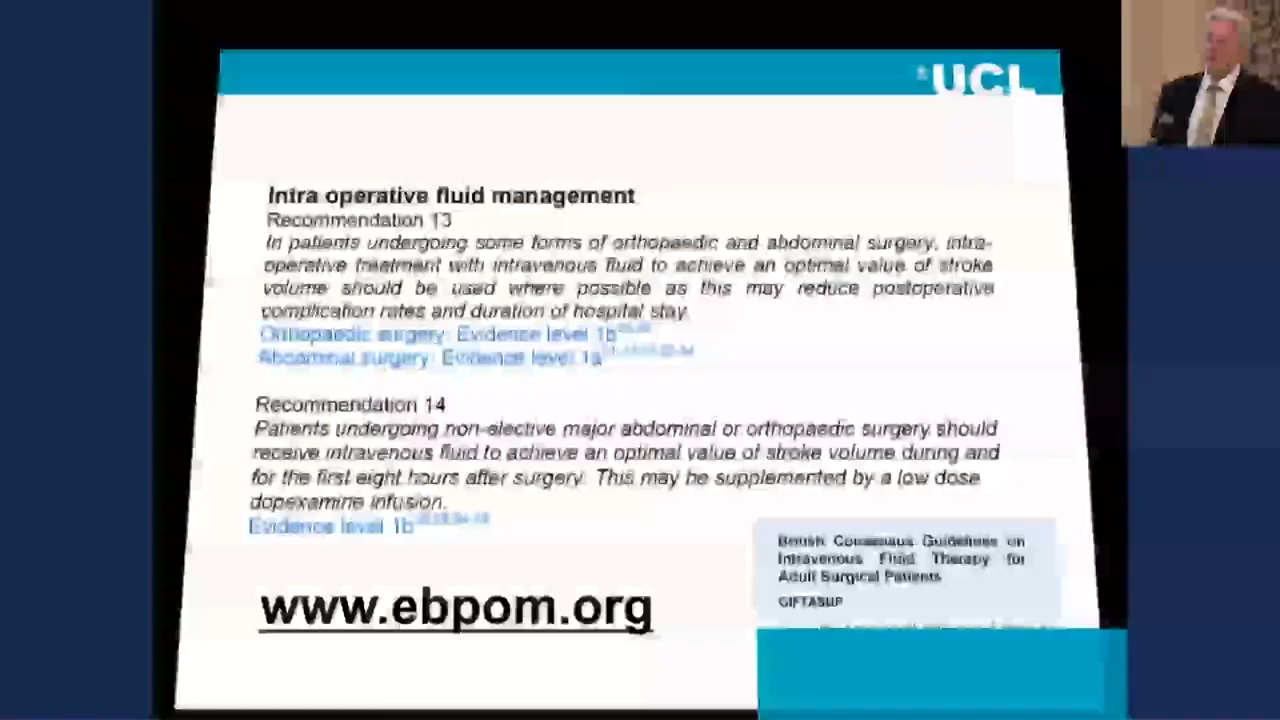 UCL
Intra operative fluid management
Recommendation 13
In patients undergoing some forms of orthopaedic and abdominal surgery, intra-
operative treatment with intravenous fluid to achieve an optimal value of stroke
volume should be used where possible as this may reduce postoperative
complication rates and duration of hospital stay.
Orthopaedic surgery: Evidence level 1b
Abdominal surgery: Evidence level 1a
Recommendation 14
Patients undergoing non-elective major abdominal or orthopaedic surgery should
receive intravenous fluid to achieve an optimal value of stroke volume during and
for the first eight hours after surgery. This may be supplemented by a low dose
dopexamine infusion.
Evidence level 1b
British Consensus Guidelines on
Intravenous Fluid Therapy for
Adult Surgical Patients
GIFTASUP
www.ebpom.org